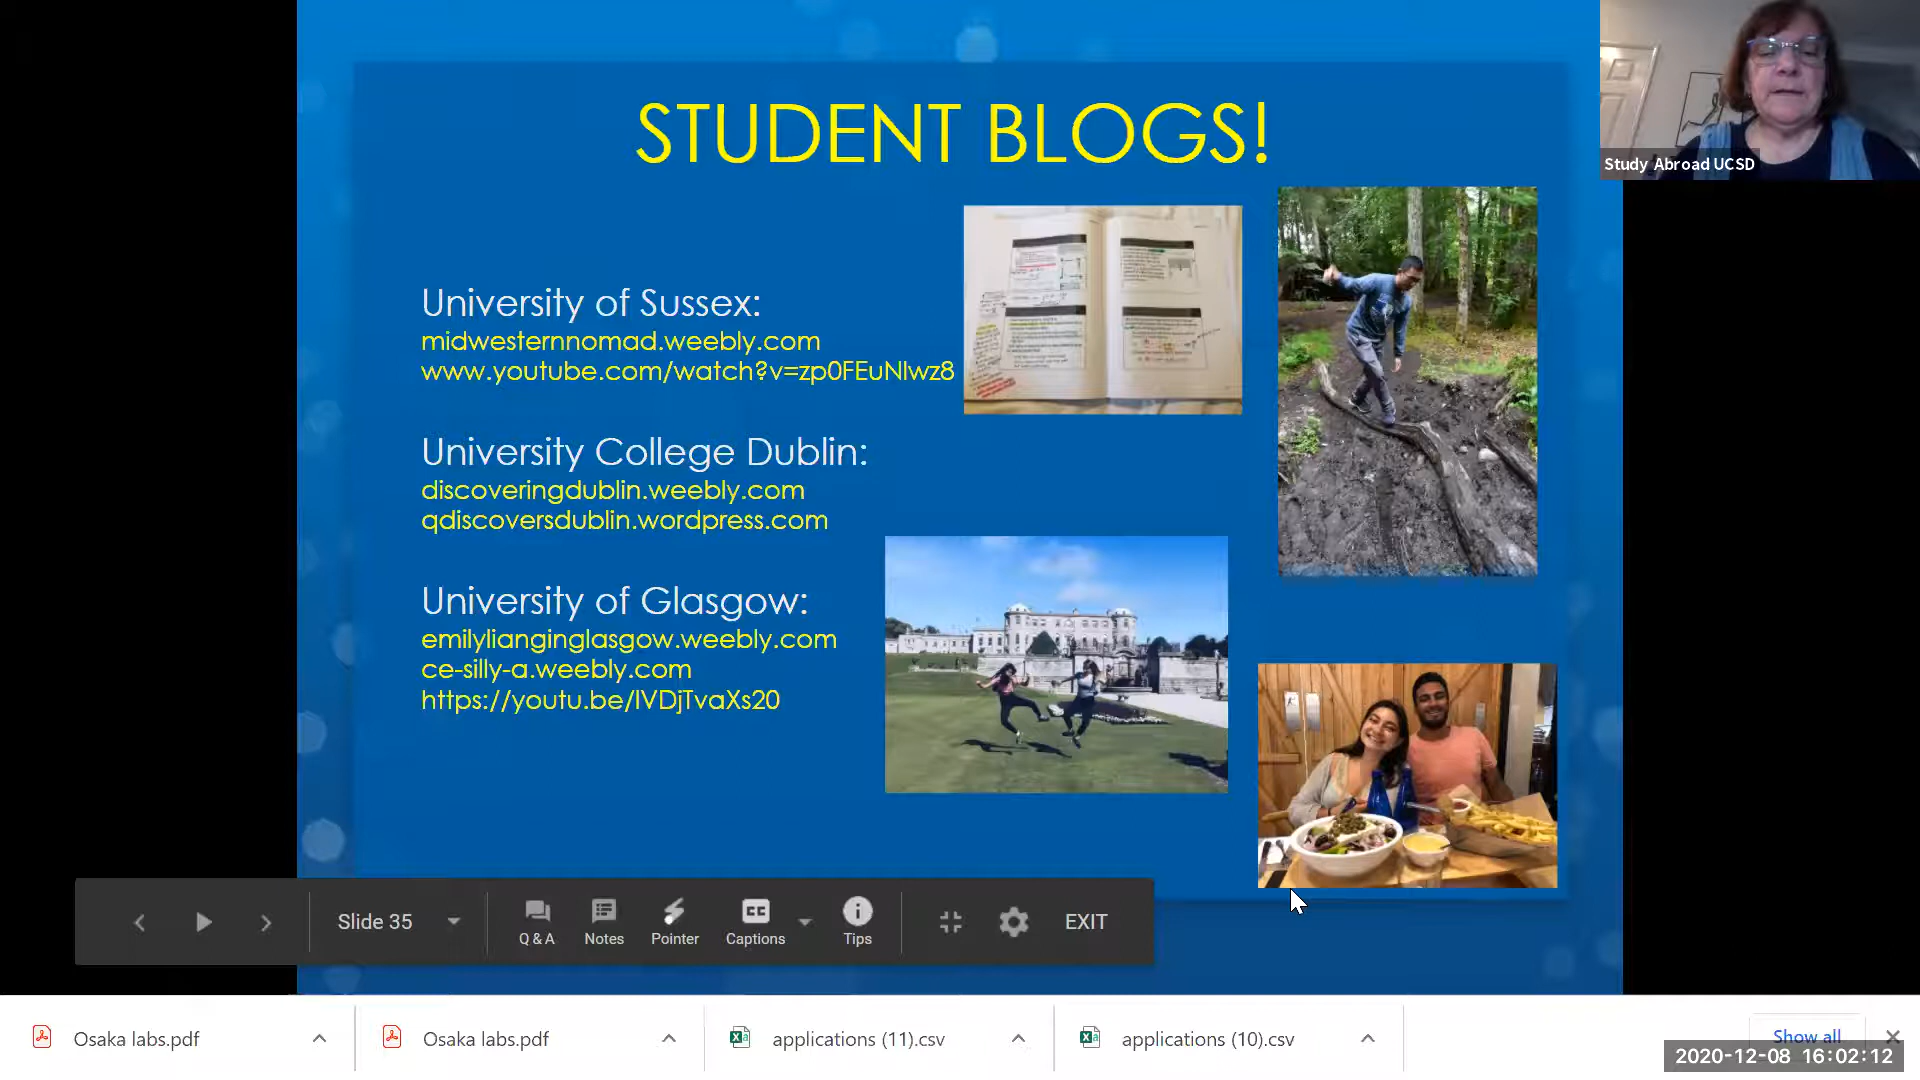 STUDENT BLOGS!
Study Abroad UCSD
University of Sussex:
midwesternnomad.weebly.com
www.youtube.com/watch?v=zp0FEuNlwz8
University College Dublin:
discoveringdublin.weebly.com
qdiscoversdublin.wordpress.com
University of Glasgow:
emilylianginglasgow.weebly.com
ce-silly-a.weebly.com
https://youtu.be/lVDjTvaXs20
Slide 35
Q & A
Notes
Pointer
Captions
Tips
EXIT
Osaka labs.pdf
Osaka labs.pdf
applications (11).csv
applications (10).csv
Show all
2020-12-08 16:02:12